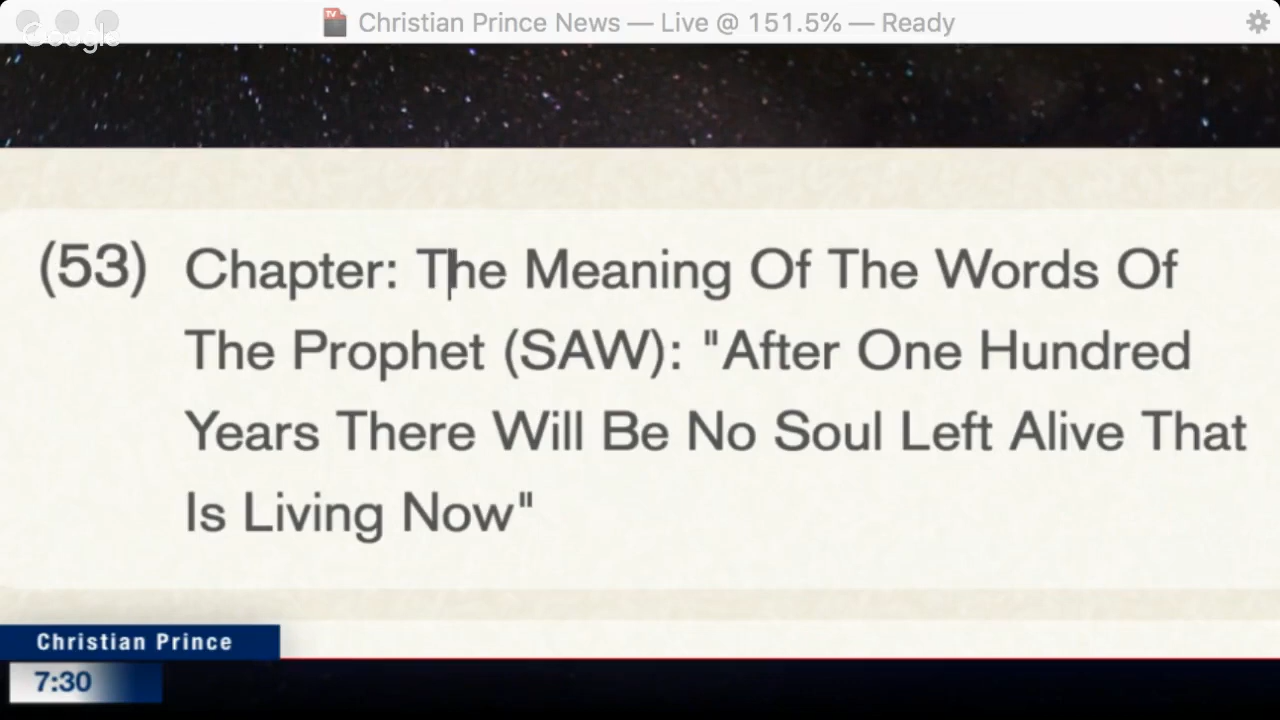 Christian Prince News — Live @ 151.5% — Ready
Google
(53) Chapter: The Meaning Of The Words Of
The Prophet (SAW): "After One Hundred
Years There Will Be No Soul Left Alive That
Is Living Now"
Christian Prince
7:30